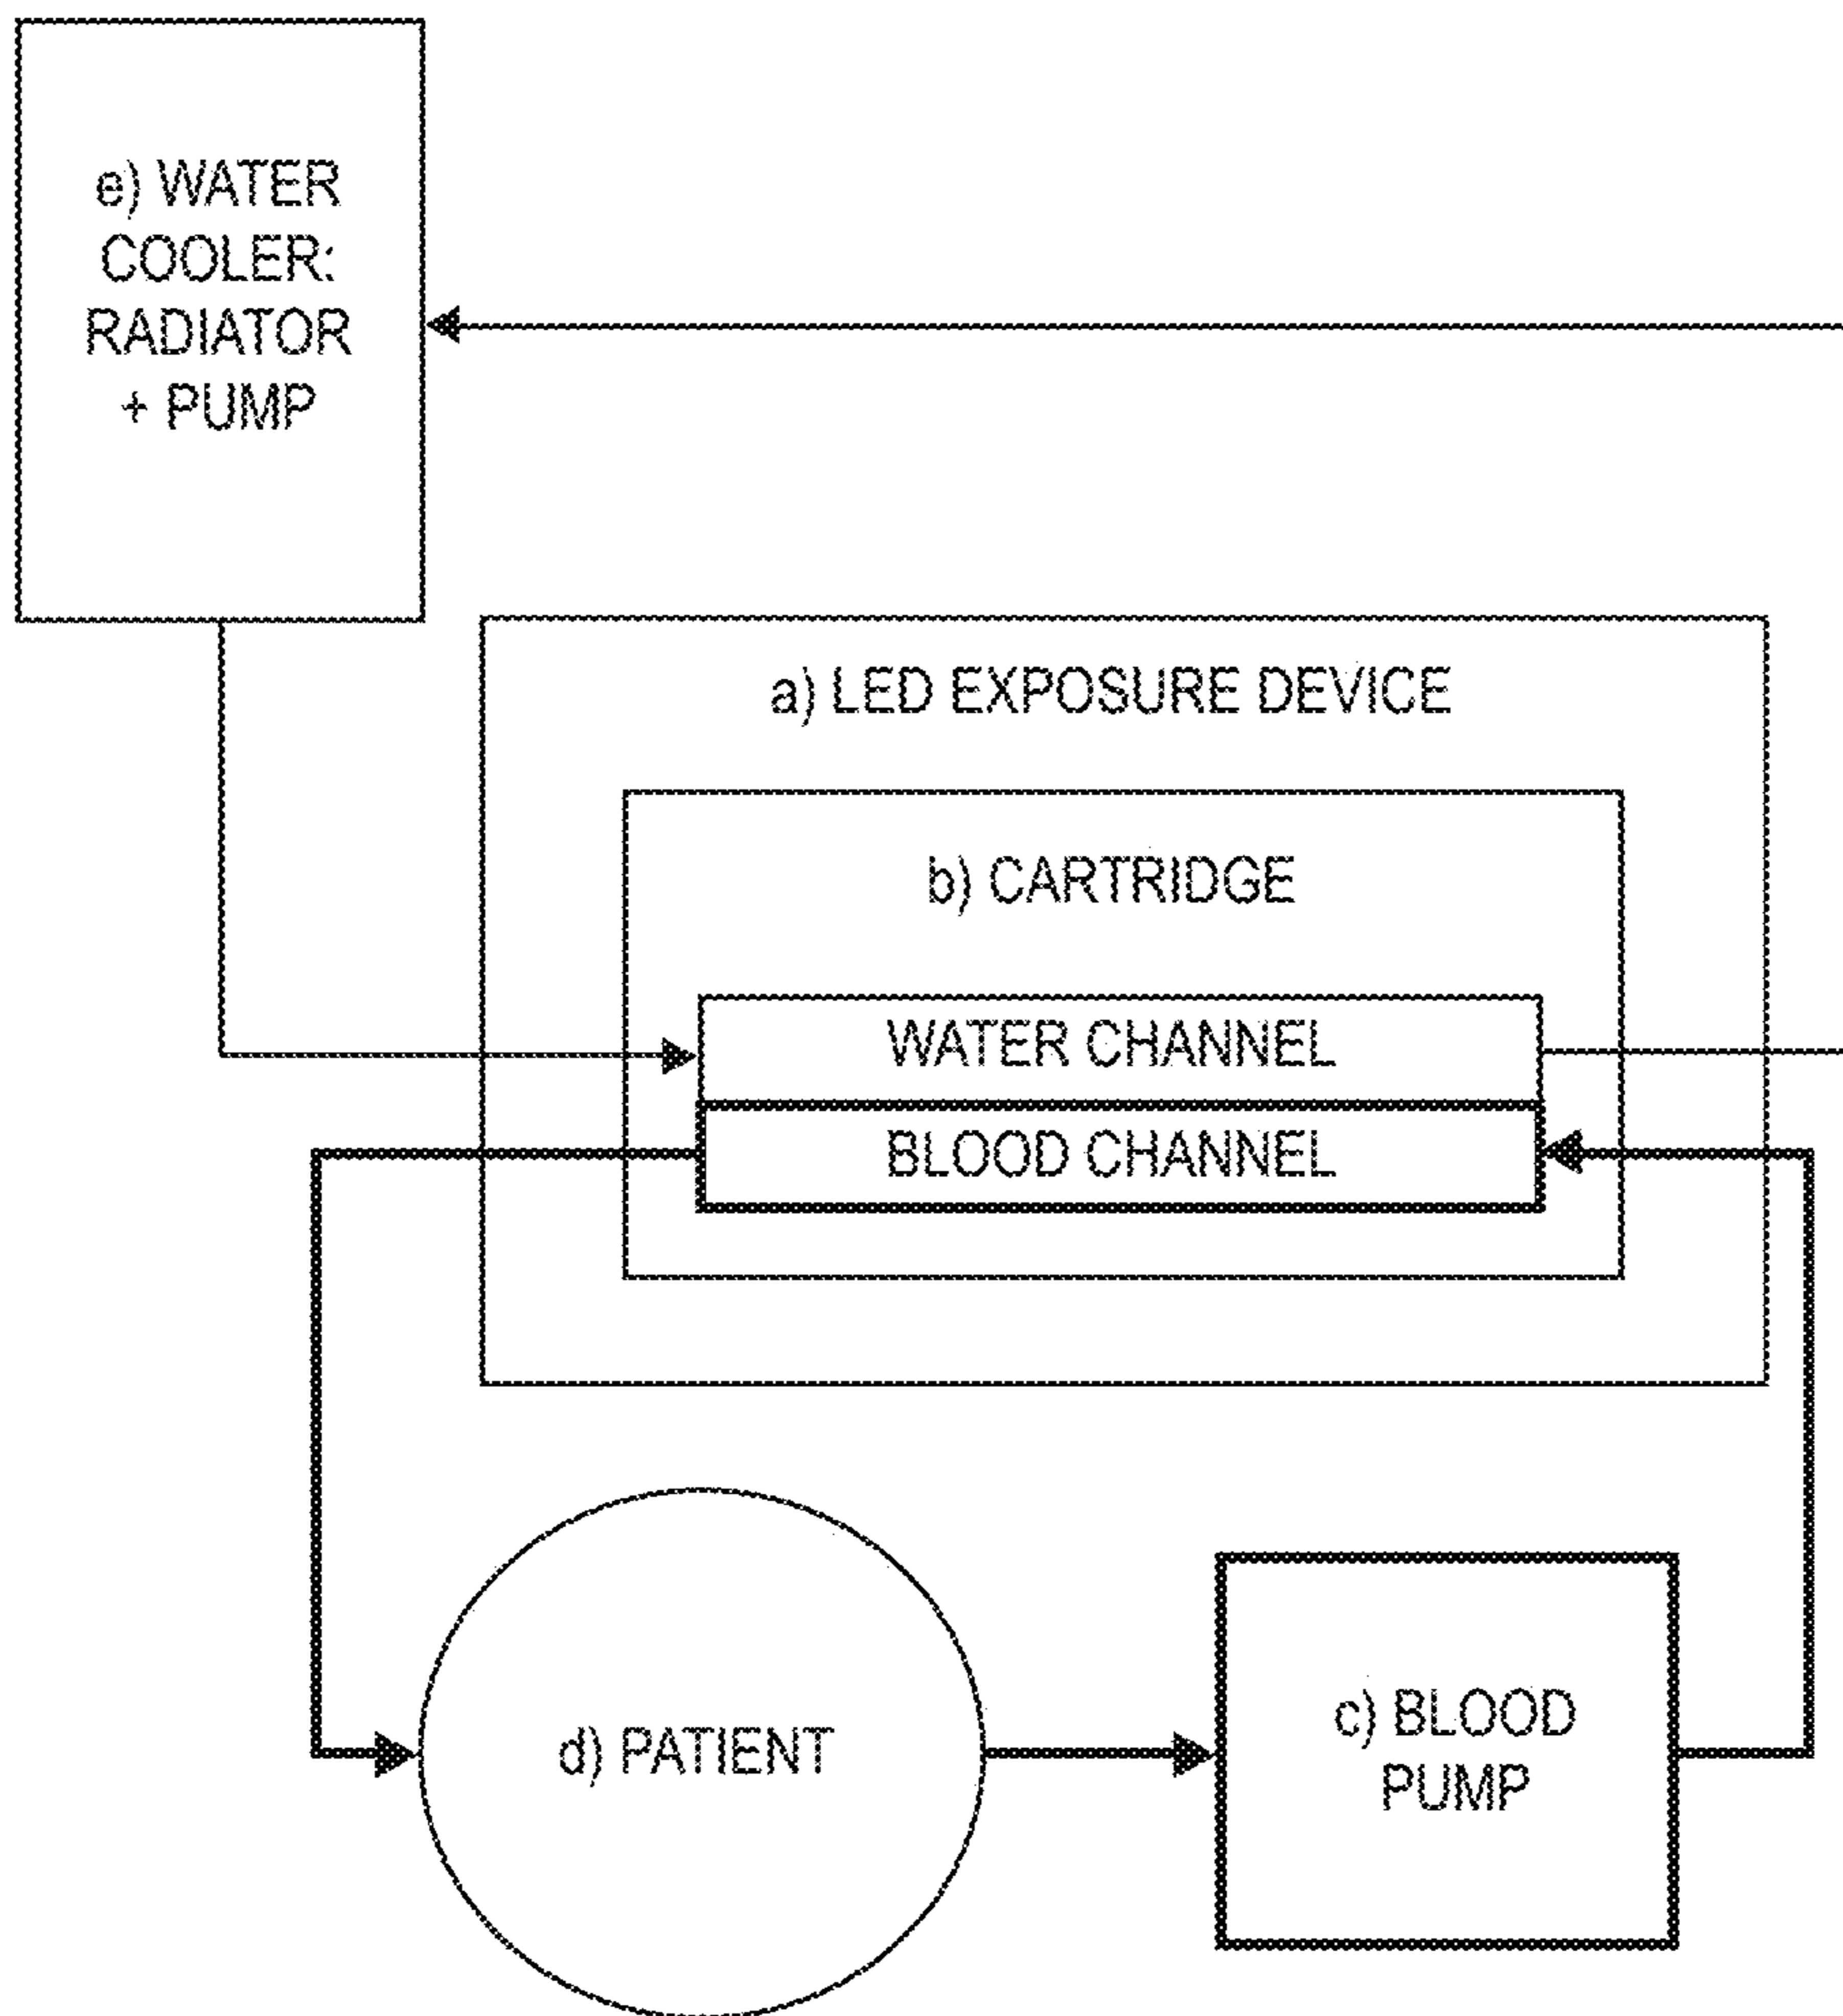 e) WATER
COOLER:
RADIATOR
+ PUMP
a) LED EXPOSURE DEVICE
b) CARTRIDGE
WATER CHANNEL
BLOOD CHANNEL
d) PATIENT
c) BLOOD
PUMP